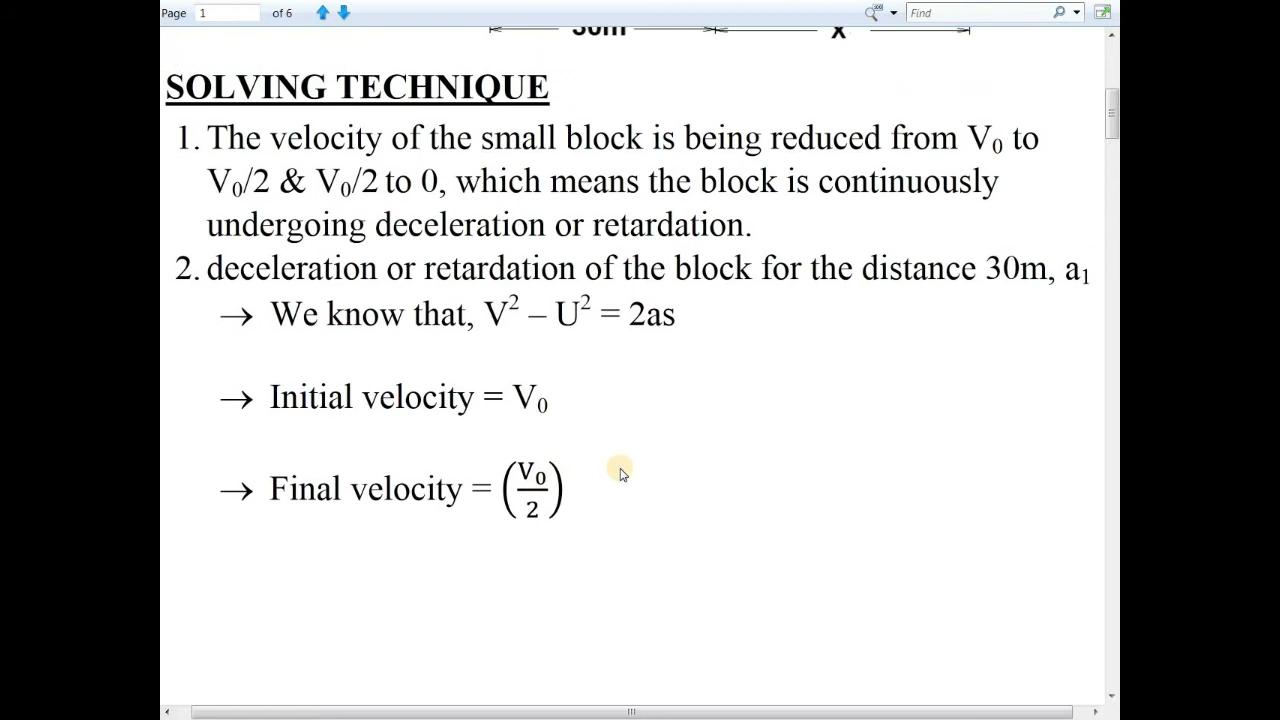 Page 1 of 6 Find
30m x
SOLVING TECHNIQUE
1. The velocity of the small block is being reduced from V₀ to
V₀/2 & V₀/2 to 0, which means the block is continuously
undergoing deceleration or retardation.
2. deceleration or retardation of the block for the distance 30m, a₁
→ We know that, V² – U² = 2as
→ Initial velocity = V₀
→ Final velocity = (V₀/2)